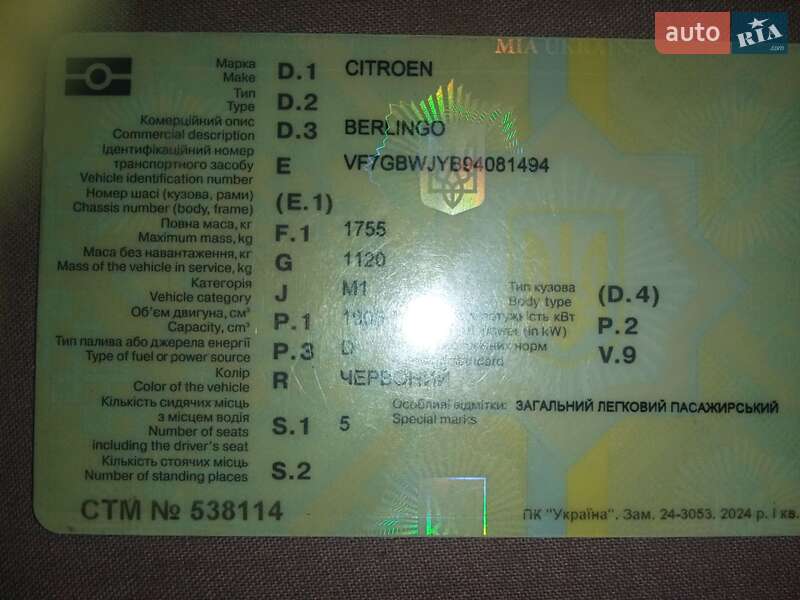 auto RIA.com
MIA UKRAIN
Марка
Make D.1 CITROEN
Тип
Type D.2
Комерційний опис
Commercial description D.3 BERLINGO
Ідентифікаційний номер
транспортного засобу
Vehicle identification number E VF7GBWJYB94081494
Номер шасі (кузова, рами)
Chassis number (body, frame) (E.1)
Повна маса, кг
Maximum mass, kg F.1 1755
Маса без навантаження, кг
Mass of the vehicle in service, kg G 1120
Категорія
Vehicle category J M1
Тип кузова
Body type (D.4)
Об'єм двигуна, см³
Capacity, cm³ P.1
кВт
(in kW) P.2
Тип палива або джерела енергії
Type of fuel or power source P.3 D
норм
V.9
Колір
Color of the vehicle R ЧЕРВОНИЙ
Кількість сидячих місць
з місцем водія
Number of seats
including the driver's seat S.1 5
Особливі відмітки: ЗАГАЛЬНИЙ ЛЕГКОВИЙ ПАСАЖИРСЬКИЙ
Special marks
Кількість стоячих місць
Number of standing places S.2
СТМ № 538114
ПК "Україна". Зам. 24-3053. 2024 р. І кв.